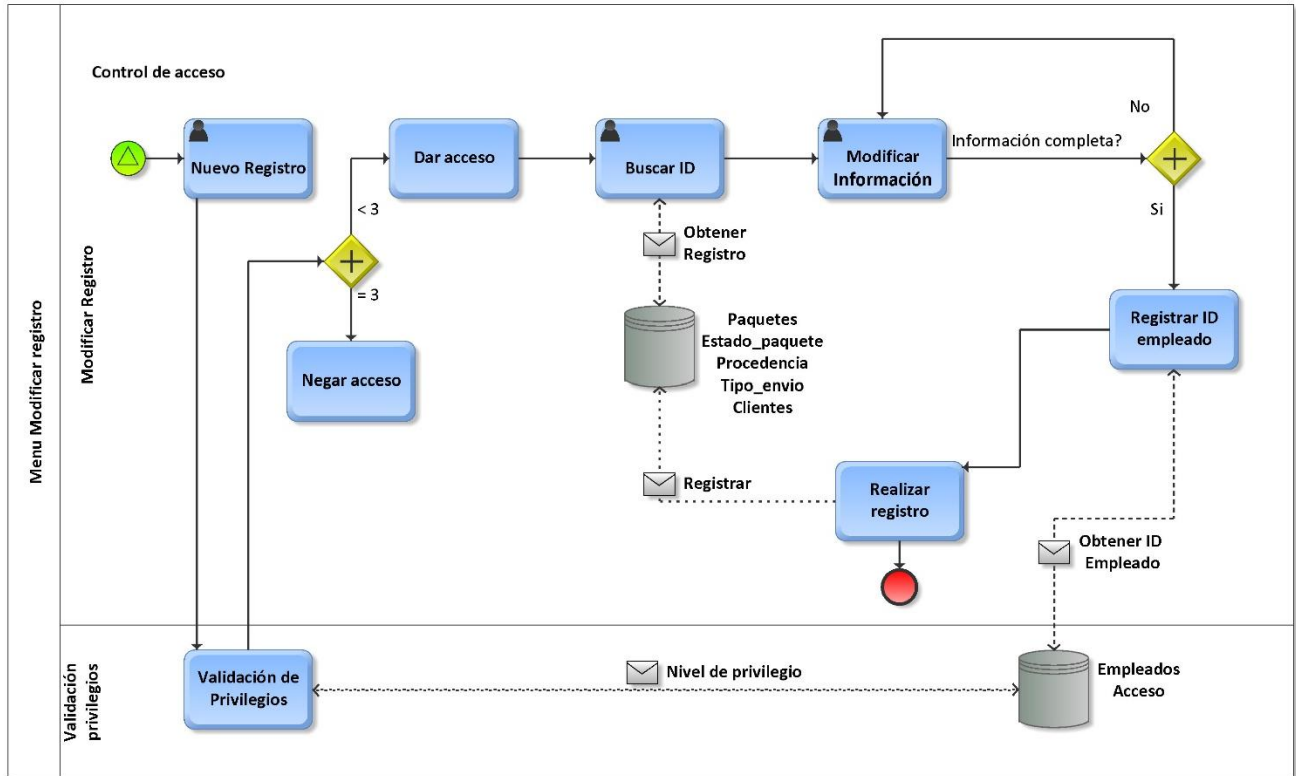 Menu Modificar registro
Modificar Registro
Control de acceso
Nuevo Registro
Dar acceso
Buscar ID
Modificar
Información
Información completa?
No
Si
< 3
= 3
Negar acceso
Obtener
Registro
Paquetes
Estado_paquete
Procedencia
Tipo_envio
Clientes
Registrar ID
empleado
Registrar
Realizar
registro
Obtener ID
Empleado
Validación
privilegios
Validación de
Privilegios
Nivel de privilegio
Empleados
Acceso